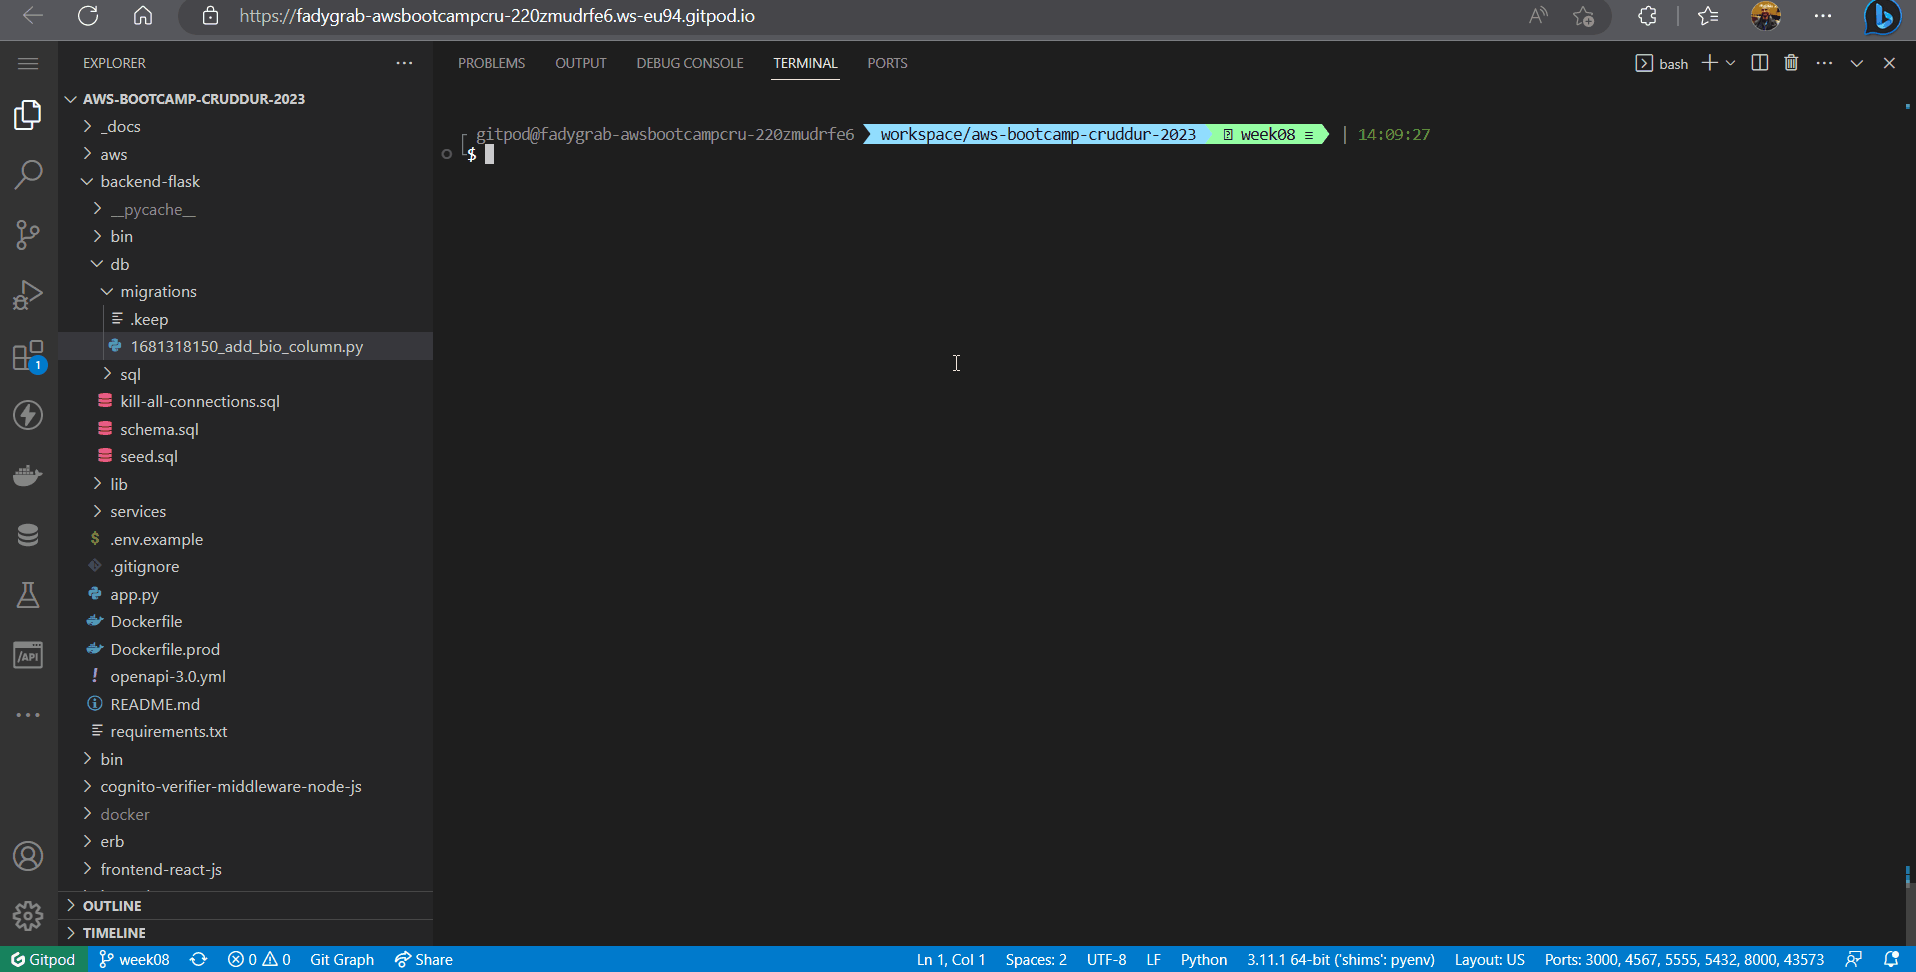 https://fadygrab-awsbootcampcru-220zmudrfe6.ws-eu94.gitpod.io
EXPLORER
PROBLEMS OUTPUT DEBUG CONSOLE TERMINAL PORTS
bash
AWS-BOOTCAMP-CRUDDUR-2023
_docs
aws
backend-flask
__pycache__
bin
db
migrations
.keep
1681318150_add_bio_column.py
sql
kill-all-connections.sql
schema.sql
seed.sql
lib
services
.env.example
.gitignore
app.py
Dockerfile
Dockerfile.prod
openapi-3.0.yml
README.md
requirements.txt
bin
cognito-verifier-middleware-node-js
docker
erb
frontend-react-js
OUTLINE
TIMELINE
gitpod@fadygrab-awsbootcampcru-220zmudrfe6 workspace/aws-bootcamp-cruddur-2023 week08 ≡ | 14:09:27
$
1
/API
Gitpod week08 0 0 Git Graph Share Ln 1, Col 1 Spaces: 2 UTF-8 LF Python 3.11.1 64-bit ('shims': pyenv) Layout: US Ports: 3000, 4567, 5555, 5432, 8000, 43573